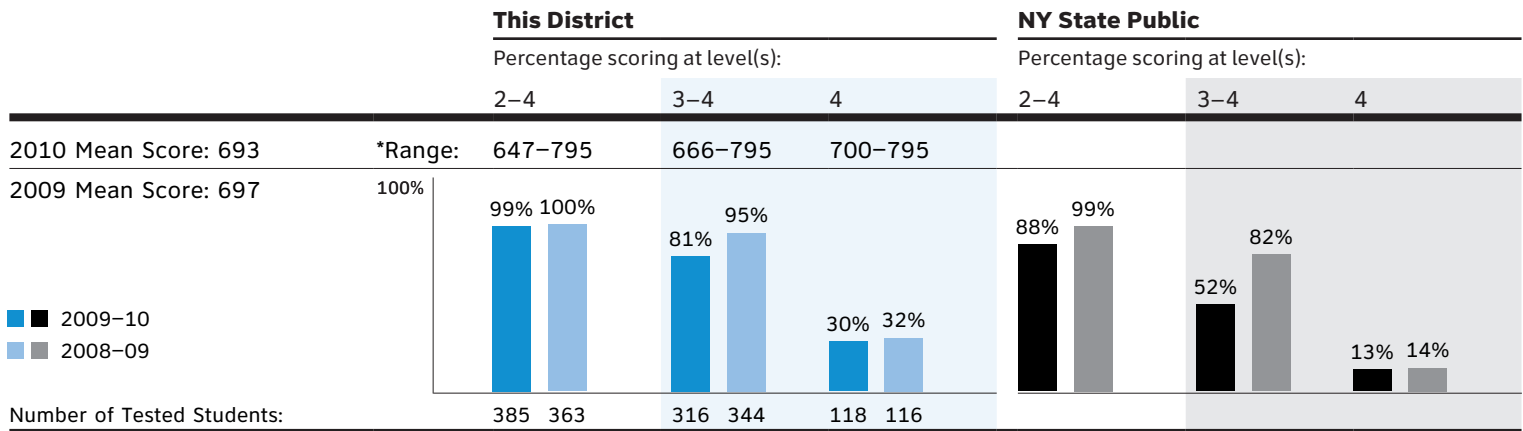 This District NY State Public
Percentage scoring at level(s): Percentage scoring at level(s):
2–4 3–4 4 2–4 3–4 4
2010 Mean Score: 693 *Range: 647–795 666–795 700–795
2009 Mean Score: 697 100%
99% 100% 81% 95% 30% 32% 88% 99% 52% 82% 13% 14%
2009–10
2008–09
Number of Tested Students: 385 363 316 344 118 116